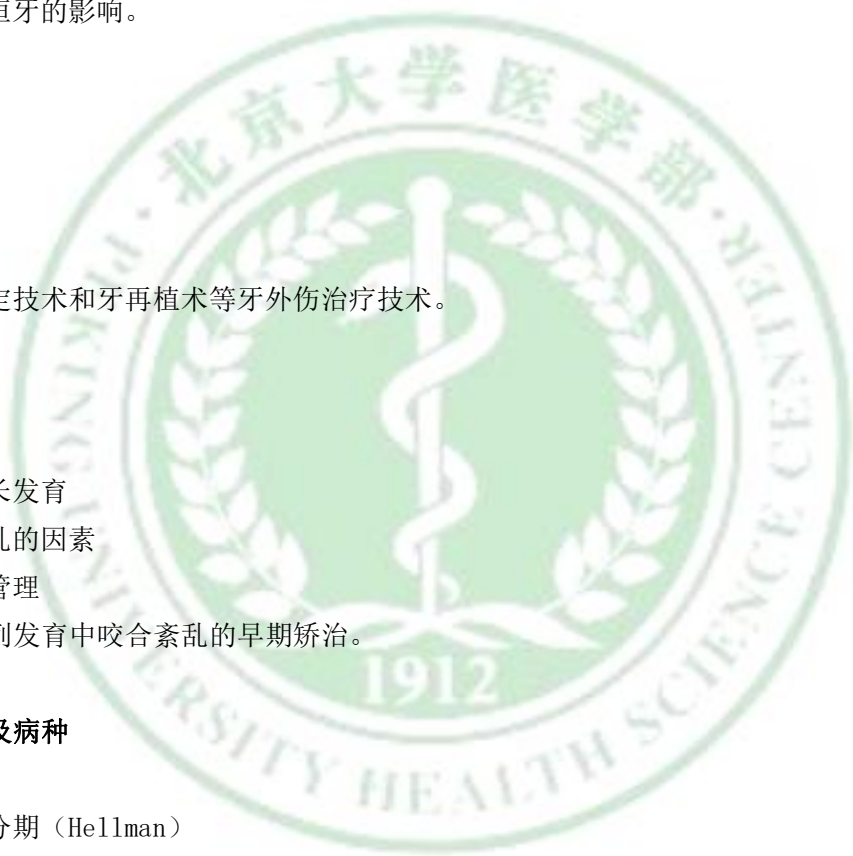 恒牙的影响。
北京大学医学部
定技术和牙再植术等牙外伤治疗技术。
长发育
乱的因素
管理
列发育中咬合紊乱的早期矫治。
1912
及病种
PEKING UNIVERSITY HEALTH SCIENCE CENTER
分期（Hellman）